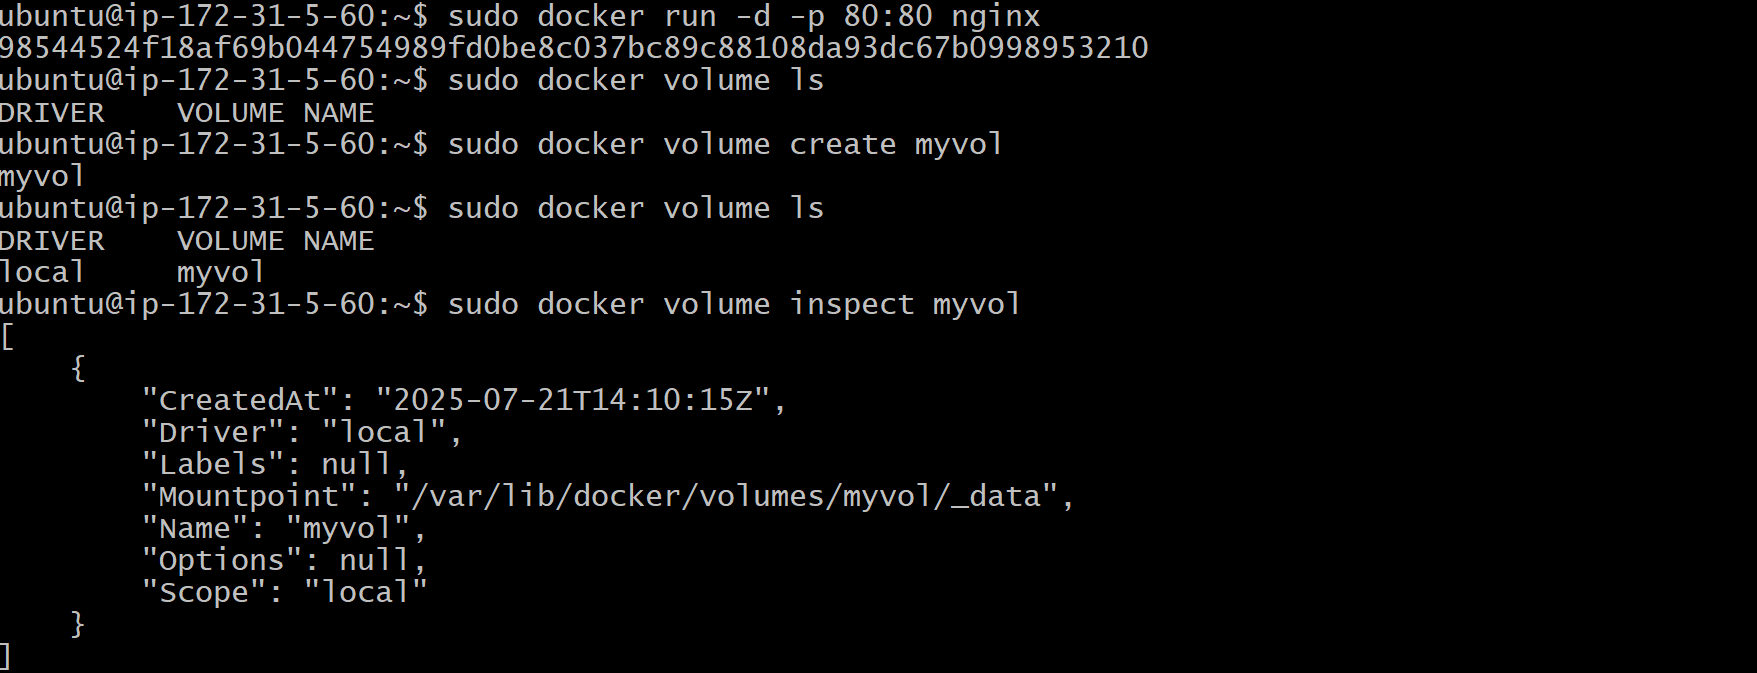 ubuntu@ip-172-31-5-60:~$ sudo docker run -d -p 80:80 nginx
98544524f18af69b044754989fd0be8c037bc89c88108da93dc67b0998953210
ubuntu@ip-172-31-5-60:~$ sudo docker volume ls
DRIVER    VOLUME NAME
ubuntu@ip-172-31-5-60:~$ sudo docker volume create myvol
myvol
ubuntu@ip-172-31-5-60:~$ sudo docker volume ls
DRIVER    VOLUME NAME
local     myvol
ubuntu@ip-172-31-5-60:~$ sudo docker volume inspect myvol
[
    {
        "CreatedAt": "2025-07-21T14:10:15Z",
        "Driver": "local",
        "Labels": null,
        "Mountpoint": "/var/lib/docker/volumes/myvol/_data",
        "Name": "myvol",
        "Options": null,
        "Scope": "local"
    }
]